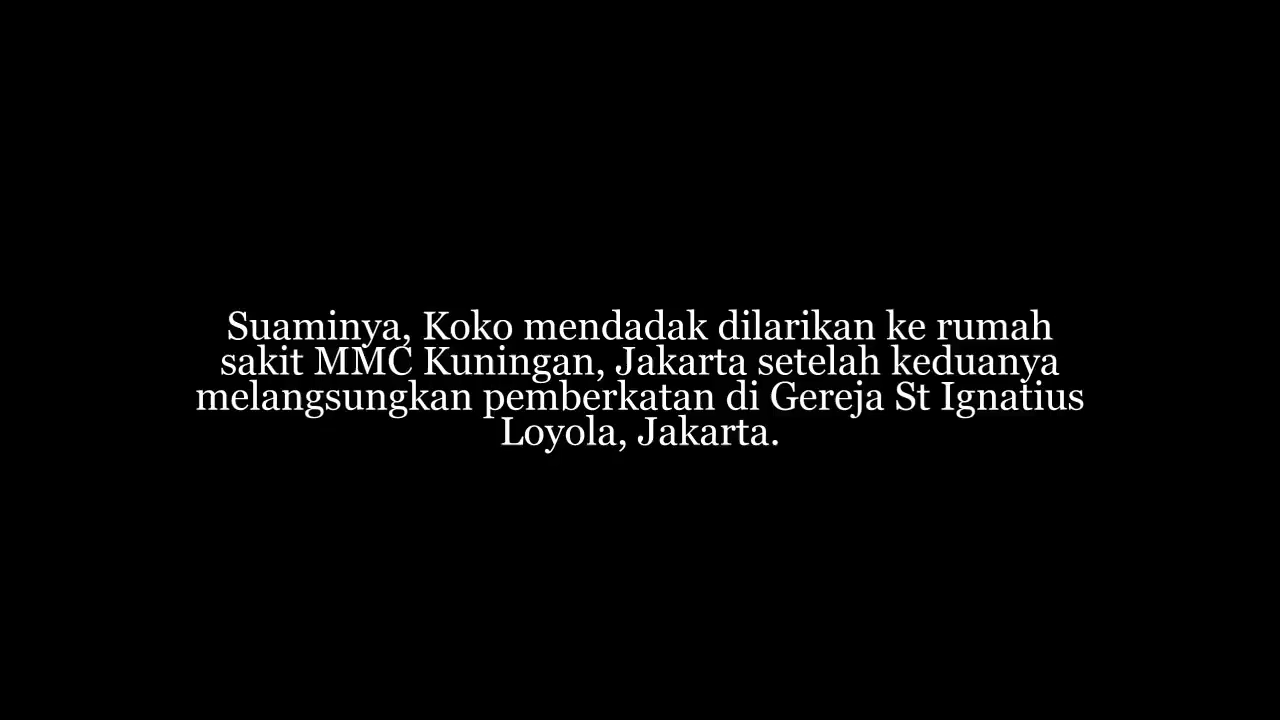 Suaminya, Koko mendadak dilarikan ke rumah
sakit MMC Kuningan, Jakarta setelah keduanya
melangsungkan pemberkatan di Gereja St Ignatius
Loyola, Jakarta.